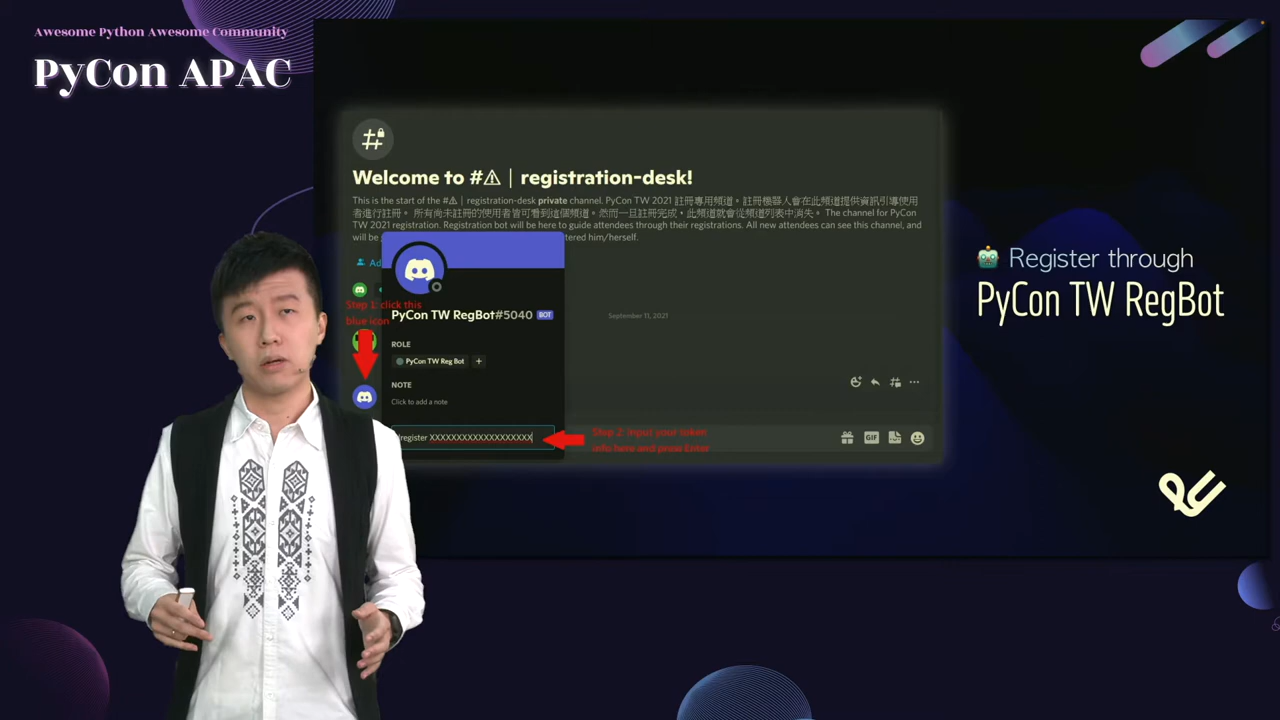 Awesome Python Awesome Community
PyCon APAC
Welcome to #⚠ | registration-desk!
This is the start of the #⚠ | registration-desk private channel. PyCon TW 2021 註冊專用頻道。註冊機器人會在此頻道提供資訊引導使用
者進行註冊。 所有尚未註冊的使用者皆可看到這個頻道。然而一旦註冊完成,此頻道就會從頻道列表中消失。 The channel for PyCon
TW 2021 registration. Registration bot will be here to guide attendees through their registrations. All new attendees can see this channel, and
will be
tered him/herself.
Step 1: click this
blue icon
PyCon TW RegBot#5040 BOT
September 11, 2021
ROLE
PyCon TW Reg Bot +
NOTE
Click to add a note
register XXXXXXXXXXXXXXXXXXX
Step 2: Input your token
info here and press Enter
GIF
Register through
PyCon TW RegBot